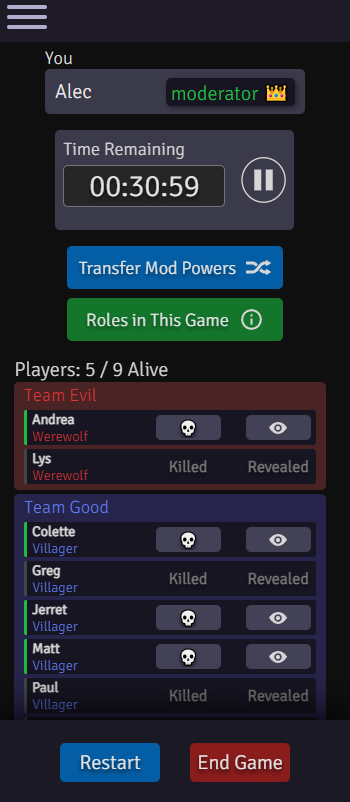 You
Alec moderator
Time Remaining
00:30:59
Transfer Mod Powers
Roles in This Game
Players: 5 / 9 Alive
Team Evil
Andrea
Werewolf
Lys
Werewolf
Killed Revealed
Team Good
Colette
Villager
Greg
Villager
Killed Revealed
Jerret
Villager
Matt
Villager
Paul
Villager
Killed Revealed
Restart End Game